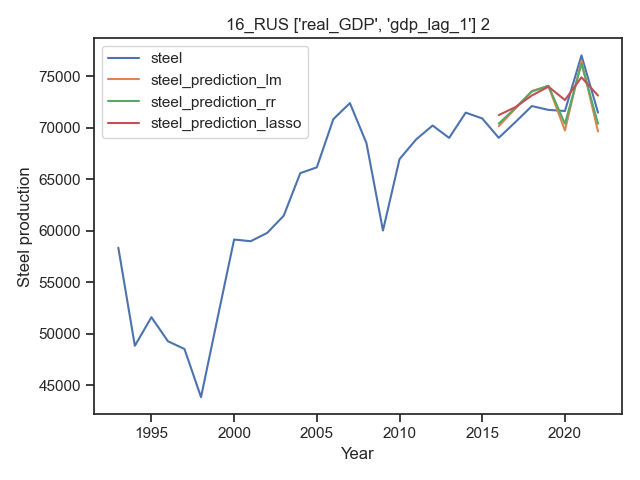 16_RUS ['real_GDP', 'gdp_lag_1'] 2
steel
steel_prediction_lm
steel_prediction_rr
steel_prediction_lasso
Steel production
75000
70000
65000
60000
55000
50000
45000
1995
2000
2005
2010
2015
2020
Year